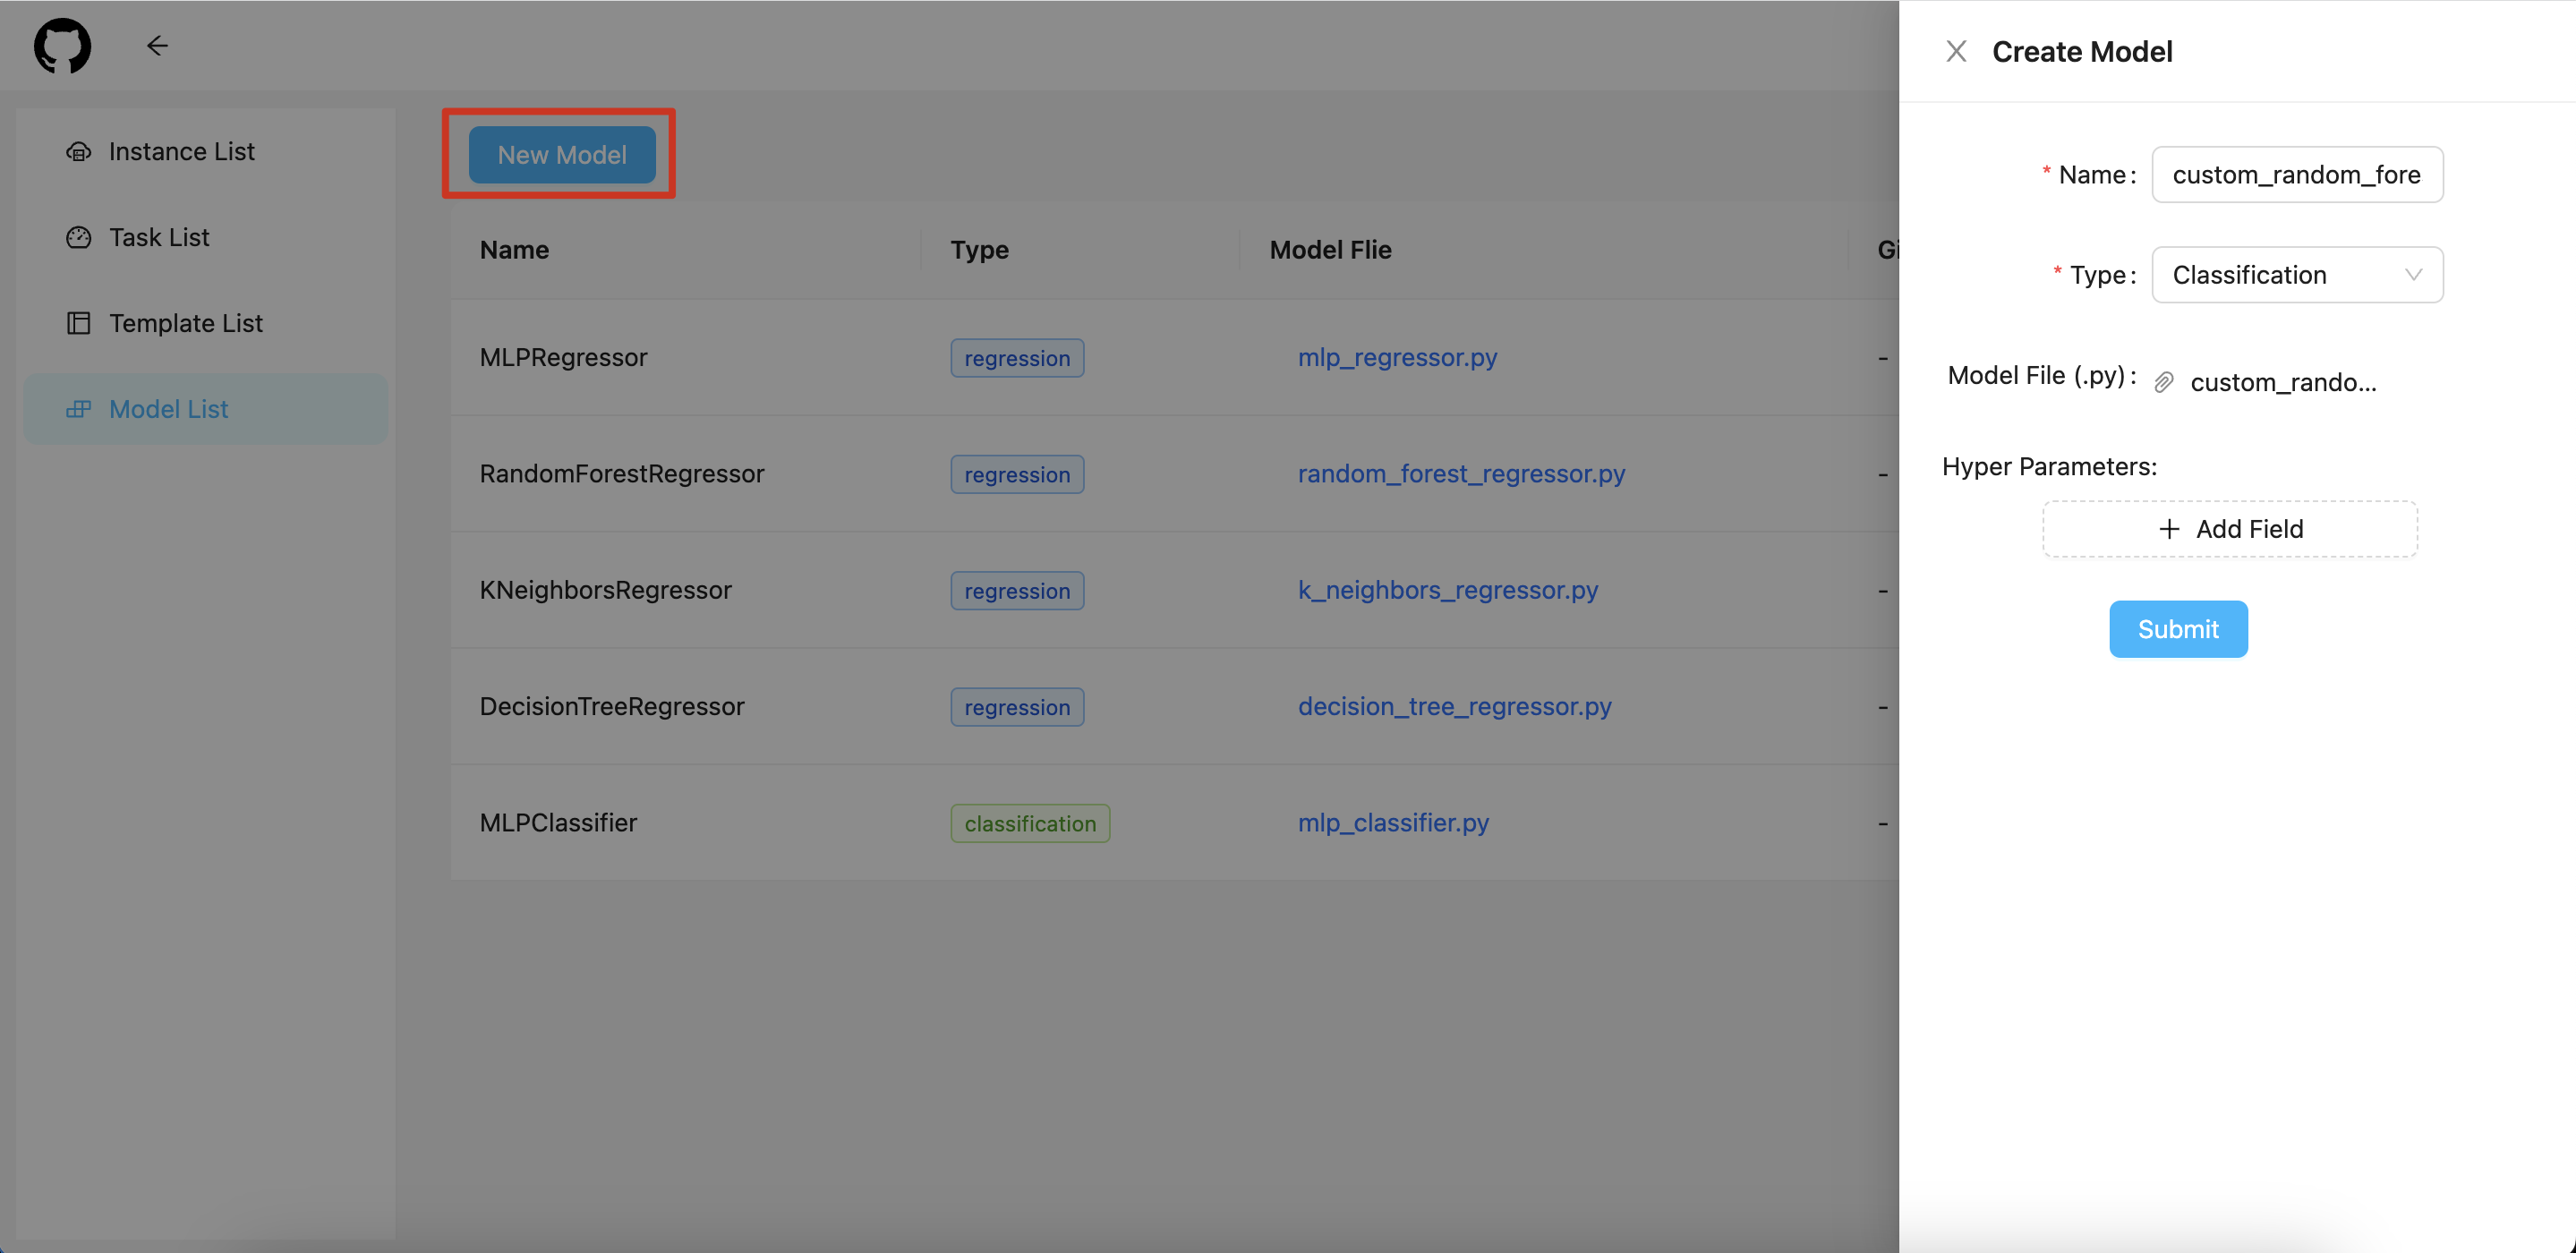 Instance List
Task List
Template List
Model List
New Model
Name Type Model Flie
MLPRegressor regression mlp_regressor.py -
RandomForestRegressor regression random_forest_regressor.py -
KNeighborsRegressor regression k_neighbors_regressor.py -
DecisionTreeRegressor regression decision_tree_regressor.py -
MLPClassifier classification mlp_classifier.py -
Create Model
* Name: custom_random_fore
* Type: Classification
Model File (.py): custom_rando...
Hyper Parameters:
+ Add Field
Submit